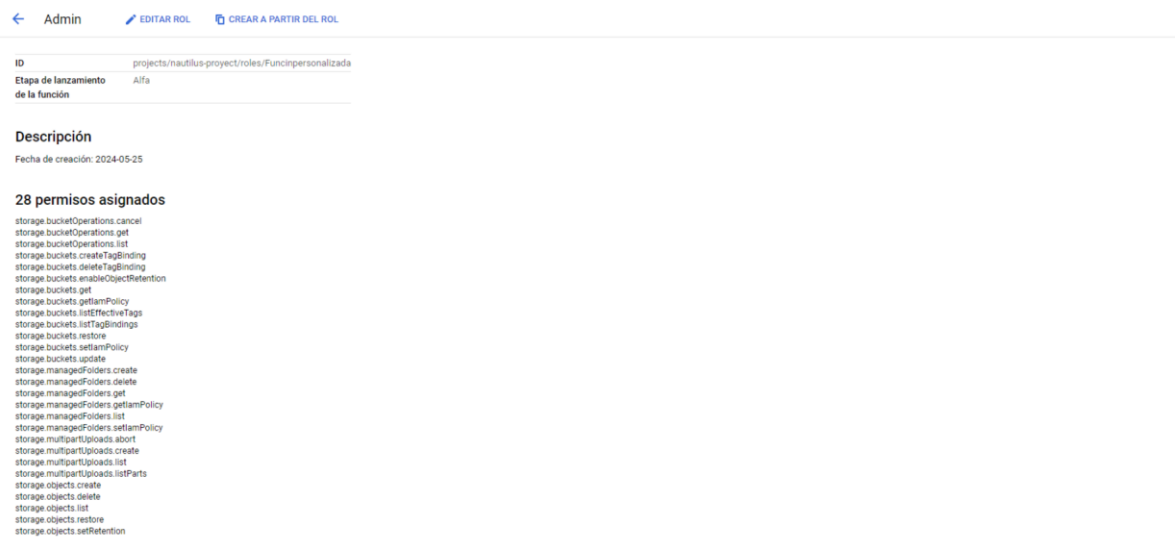 Admin EDITAR ROL CREAR A PARTIR DEL ROL
ID projects/nautilus-proyect/roles/Funcinpersonalizada
Etapa de lanzamiento Alfa
de la función
Descripción
Fecha de creación: 2024-05-25
28 permisos asignados
storage.bucketOperations.cancel
storage.bucketOperations.get
storage.bucketOperations.list
storage.buckets.createTagBinding
storage.buckets.deleteTagBinding
storage.buckets.enableObjectRetention
storage.buckets.get
storage.buckets.getIamPolicy
storage.buckets.listEffectiveTags
storage.buckets.listTagBindings
storage.buckets.restore
storage.buckets.setIamPolicy
storage.buckets.update
storage.managedFolders.create
storage.managedFolders.delete
storage.managedFolders.get
storage.managedFolders.getIamPolicy
storage.managedFolders.list
storage.managedFolders.setIamPolicy
storage.multipartUploads.abort
storage.multipartUploads.create
storage.multipartUploads.list
storage.multipartUploads.listParts
storage.objects.create
storage.objects.delete
storage.objects.list
storage.objects.restore
storage.objects.setRetention